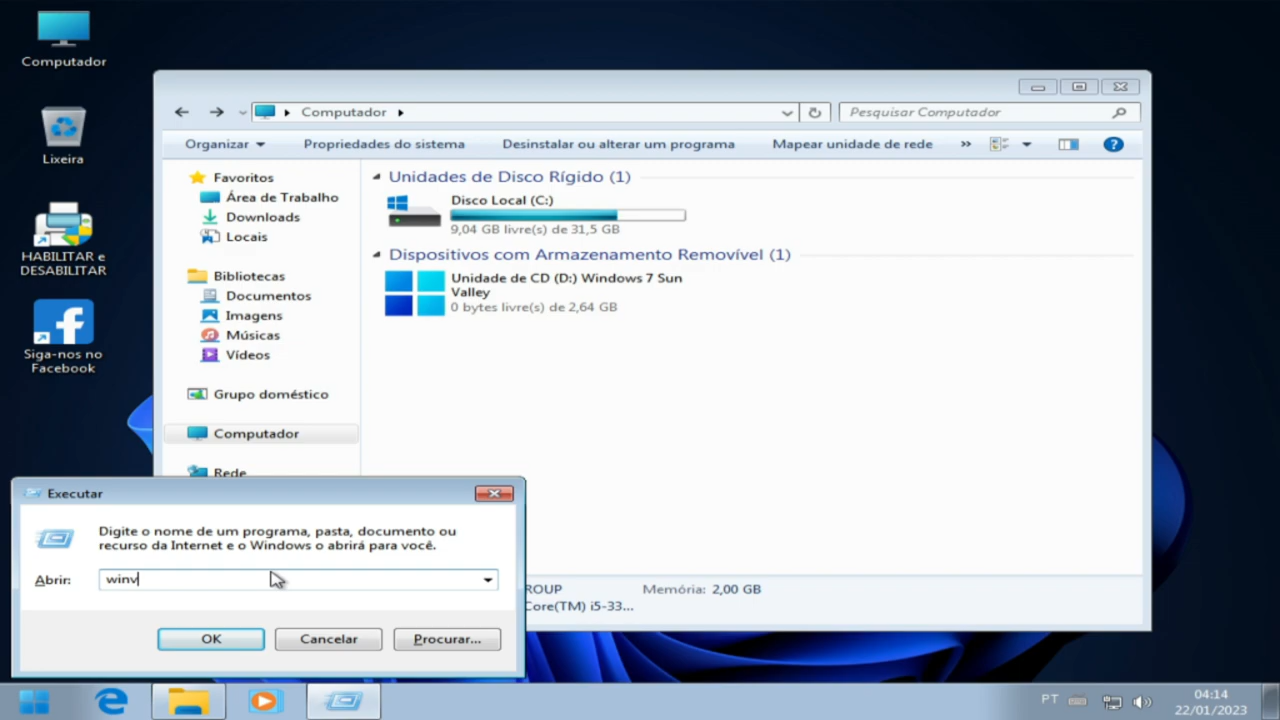 Computador
Lixeira
HABILITAR e
DESABILITAR
Siga-nos no
Facebook
Computador
Pesquisar Computador
Organizar
Propriedades do sistema
Desinstalar ou alterar um programa
Mapear unidade de rede
»
?
Favoritos
Área de Trabalho
Downloads
Locais
Bibliotecas
Documentos
Imagens
Músicas
Vídeos
Grupo doméstico
Computador
Rede
Unidades de Disco Rígido (1)
Disco Local (C:)
9,04 GB livre(s) de 31,5 GB
Dispositivos com Armazenamento Removível (1)
Unidade de CD (D:) Windows 7 Sun
Valley
0 bytes livre(s) de 2,64 GB
ROUP
Memória: 2,00 GB
Core(TM) i5-33...
Executar
Digite o nome de um programa, pasta, documento ou
recurso da Internet e o Windows o abrirá para você.
Abrir:
winv
OK
Cancelar
Procurar...
PT
04:14
22/01/2023